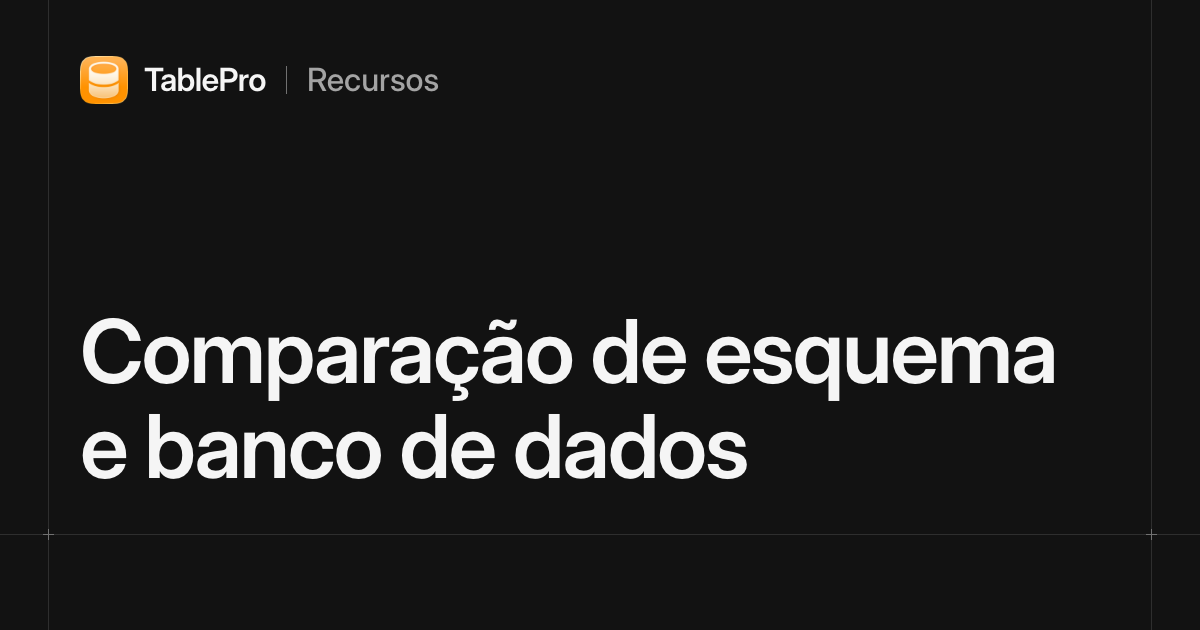 TablePro | Recursos
Comparação de esquema
e banco de dados